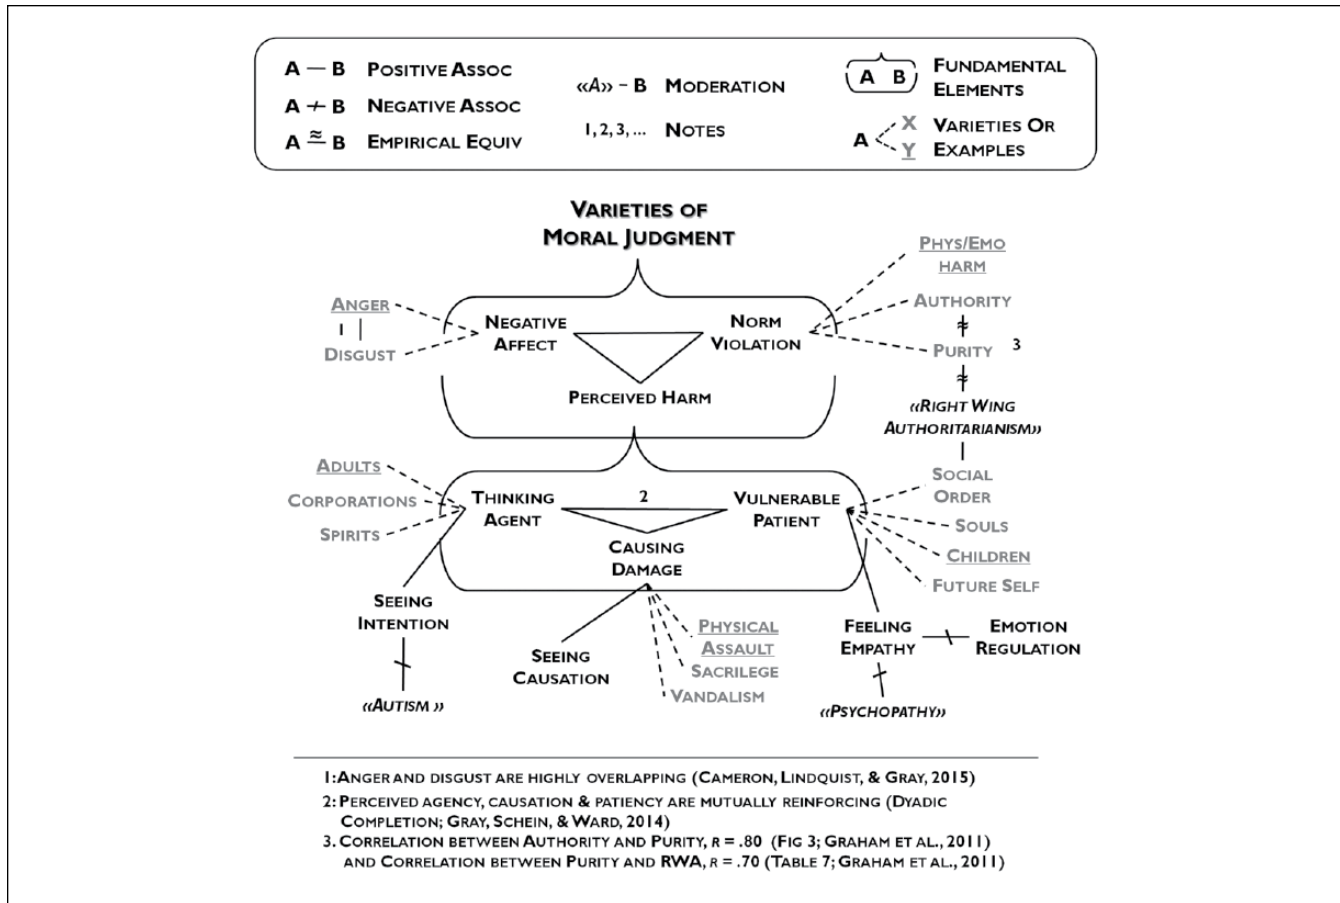 A — B POSITIVE ASSOC
A + B NEGATIVE ASSOC
A ≈ B EMPIRICAL EQUIV
«A» – B MODERATION
1, 2, 3, ... NOTES
A B FUNDAMENTAL
ELEMENTS
A X VARIETIES OR
Y EXAMPLES
VARIETIES OF
MORAL JUDGMENT
ANGER
1
DISGUST
NEGATIVE
AFFECT
NORM
VIOLATION
PERCEIVED HARM
PHYS/EMO
HARM
AUTHORITY
≈
PURITY 3
≈
«RIGHT WING
AUTHORITARIANISM»
ADULTS
CORPORATIONS
SPIRITS
THINKING
AGENT
2
VULNERABLE
PATIENT
CAUSING
DAMAGE
SOCIAL
ORDER
SOULS
CHILDREN
FUTURE SELF
SEEING
INTENTION
«AUTISM »
SEEING
CAUSATION
PHYSICAL
ASSAULT
SACRILEGE
VANDALISM
FEELING
EMPATHY
EMOTION
REGULATION
«PSYCHOPATHY»
1: ANGER AND DISGUST ARE HIGHLY OVERLAPPING (CAMERON, LINDQUIST, & GRAY, 2015)
2: PERCEIVED AGENCY, CAUSATION & PATIENCY ARE MUTUALLY REINFORCING (DYADIC
COMPLETION; GRAY, SCHEIN, & WARD, 2014)
3. CORRELATION BETWEEN AUTHORITY AND PURITY, R = .80 (FIG 3; GRAHAM ET AL., 2011)
AND CORRELATION BETWEEN PURITY AND RWA, R = .70 (TABLE 7; GRAHAM ET AL., 2011)